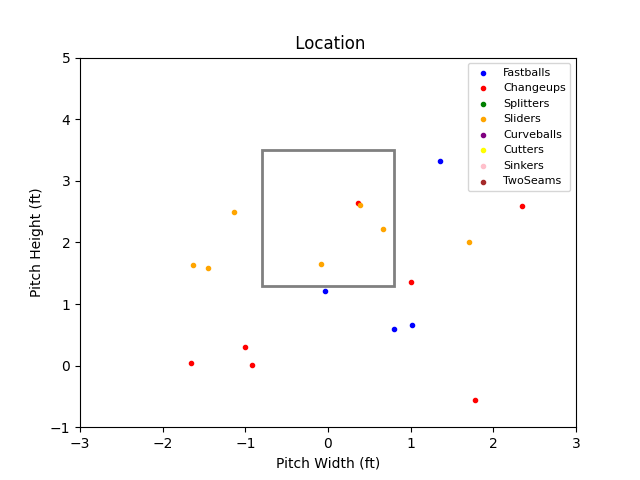 Location
Pitch Height (ft)
5
4
3
2
1
0
−1
−3
−2
−1
0
1
2
3
Pitch Width (ft)
Fastballs
Changeups
Splitters
Sliders
Curveballs
Cutters
Sinkers
TwoSeams